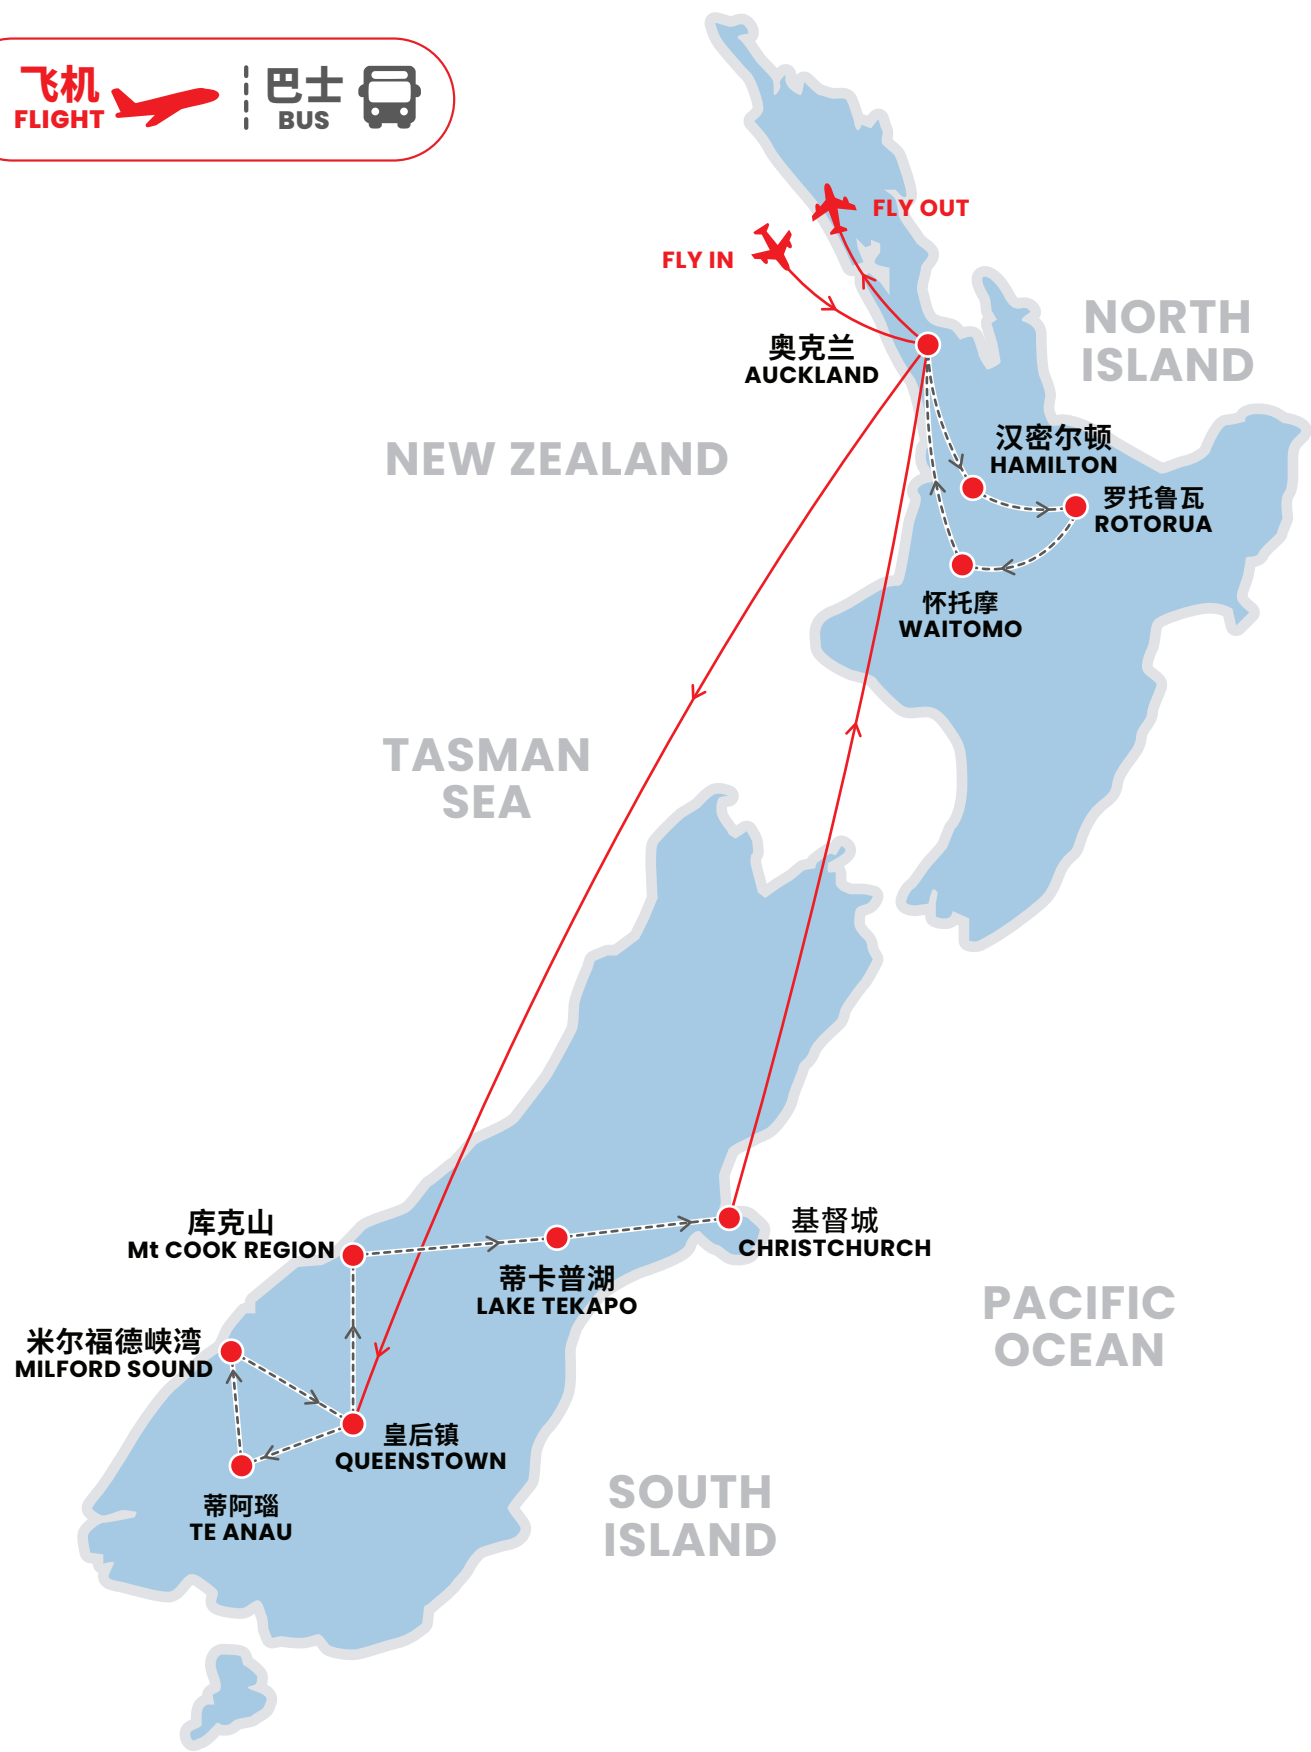 飞机
FLIGHT
巴士
BUS
FLY OUT
FLY IN
NORTH
ISLAND
奥克兰
AUCKLAND
汉密尔顿
HAMILTON
NEW ZEALAND
罗托鲁瓦
ROTORUA
怀托摩
WAITOMO
TASMAN
SEA
库克山
Mt COOK REGION
基督城
CHRISTCHURCH
蒂卡普湖
LAKE TEKAPO
PACIFIC
OCEAN
米尔福德峡湾
MILFORD SOUND
皇后镇
QUEENSTOWN
SOUTH
ISLAND
蒂阿瑙
TE ANAU